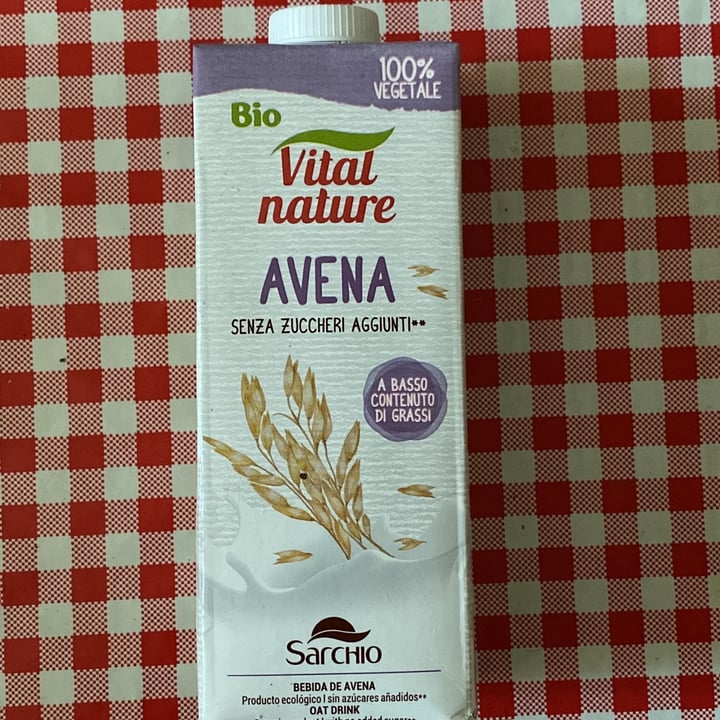 100%
VEGETALE
Bio
Vital
nature
AVENA
SENZA ZUCCHERI AGGIUNTI**
A BASSO
CONTENUTO
DI GRASSI
SARCHIO
BEBIDA DE AVENA
Producto ecológico I sin azúcares añadidos**
OAT DRINK